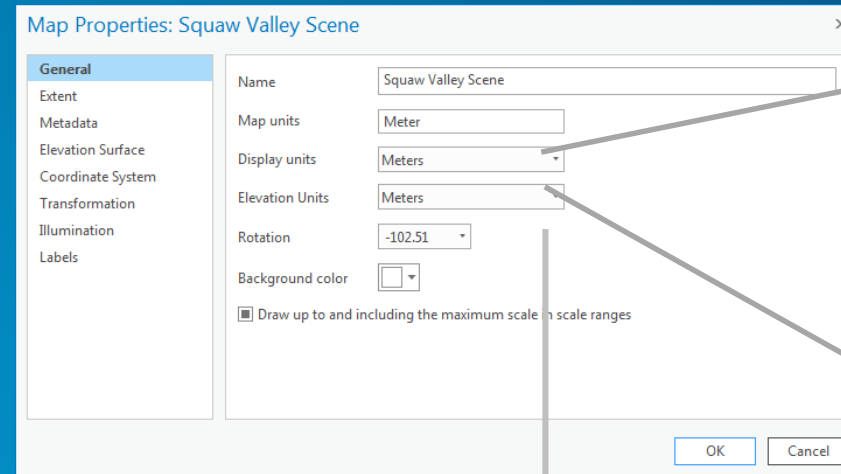 Map Properties: Squaw Valley Scene
General
Extent
Metadata
Elevation Surface
Coordinate System
Transformation
Illumination
Labels
Name Squaw Valley Scene
Map units Meter
Display units Meters
Elevation Units Meters
Rotation -102.51
Background color
Draw up to and including the maximum scale in scale ranges
OK Cancel